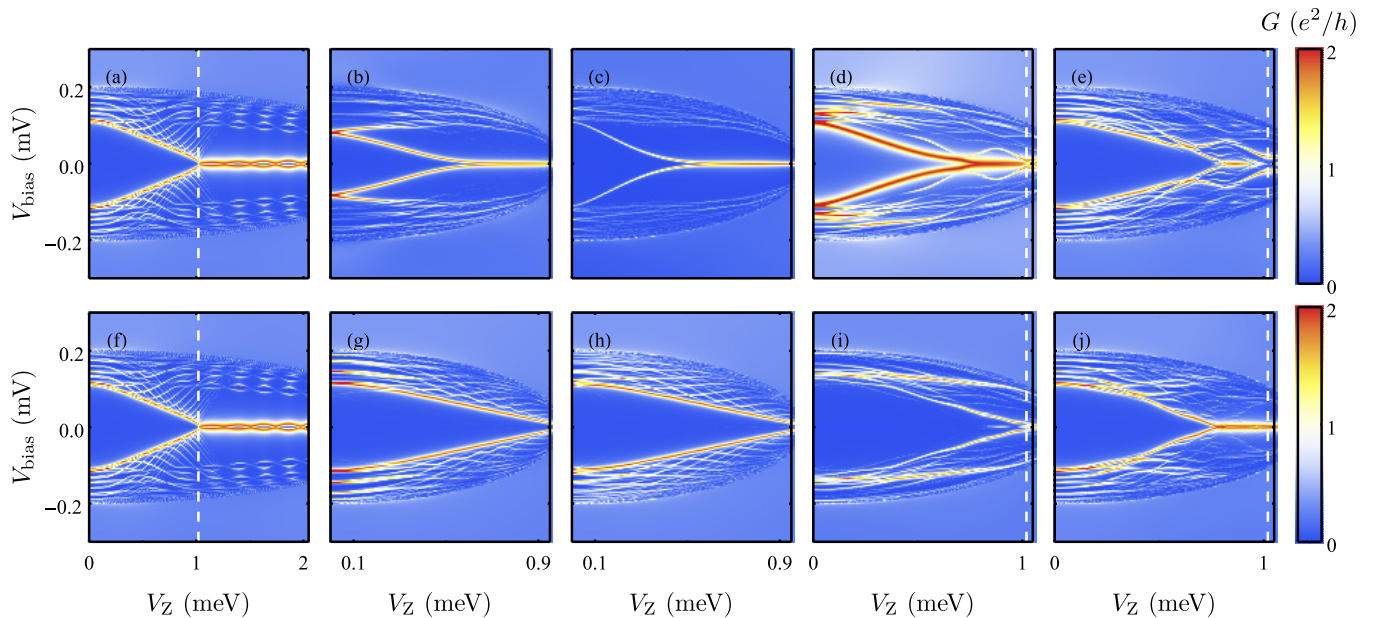 G (e²/h)
(a) (b) (c) (d) (e)
2
0.2
V_bias (mV)
0.0
1
−0.2
0
(f) (g) (h) (i) (j)
2
0.2
V_bias (mV)
0.0
1
−0.2
0
0 1 2 0.1 0.9 0.1 0.9 0 1 0 1
V_Z (meV) V_Z (meV) V_Z (meV) V_Z (meV) V_Z (meV)